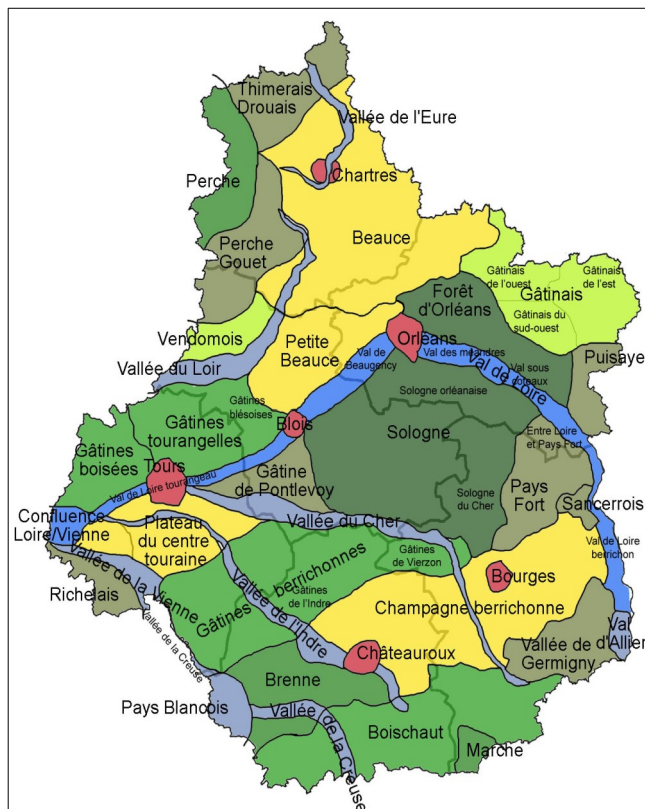 Thimerais
Drouais
Vallée de l'Eure
Chartres
Perche
Perche
Gouet
Beauce
Gâtinais
de l'ouest
Gâtinais
de l'est
Gâtinais
Gâtinais du
sud-ouest
Forêt
d'Orléans
Vendomois
Petite
Beauce
Orléans
Val de
Beaugency
Val des méandres
Val sous
coteaux
Puisaye
Vallée du Loir
Val de Loire
Gâtines
blésoises
Sologne orléanaise
Gâtines
tourangelles
Blois
Sologne
Entre Loire
et Pays Fort
Gâtines
boisées
Tours
Val de Loire tourangeau
Gâtine
de Pontlevoy
Sologne
du Cher
Pays
Fort
Sancerrois
Confluence
Loire/Vienne
Plateau
du centre
touraine
Vallée du Cher
Val de Loire
berrichon
Gâtines
de Vierzon
Vallée de la Vienne
Richelais
Gâtines berrichonnes
Gâtines
de l'Indre
Vallée de l'Indre
Bourges
Champagne berrichonne
Vallée de la Creuse
Châteauroux
Vallée de
Germigny
Val
d'Allier
Brenne
Pays Blancois
Vallée de la Creuse
Boischaut
Marche